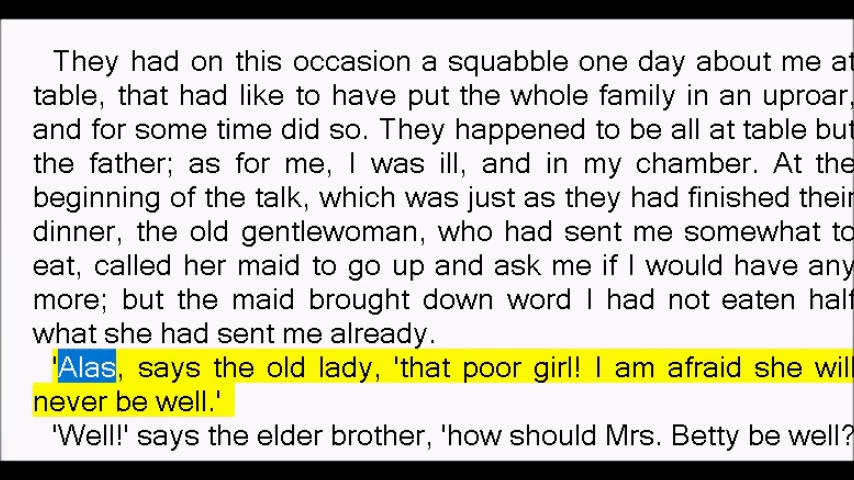 They had on this occasion a squabble one day about me at
table, that had like to have put the whole family in an uproar,
and for some time did so. They happened to be all at table but
the father; as for me, I was ill, and in my chamber. At the
beginning of the talk, which was just as they had finished their
dinner, the old gentlewoman, who had sent me somewhat to
eat, called her maid to go up and ask me if I would have any
more; but the maid brought down word I had not eaten half
what she had sent me already.
'Alas, says the old lady, 'that poor girl! I am afraid she will
never be well.'
'Well!' says the elder brother, 'how should Mrs. Betty be well?